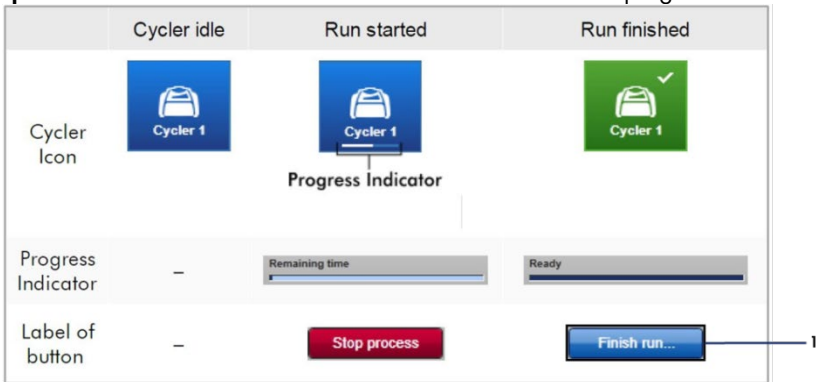 Cycler idle Run started Run finished
Cycler
Icon
Cycler 1 Cycler 1 Cycler 1
Progress Indicator
Progress
Indicator
– Remaining time Ready
Label of
button
– Stop process Finish run... 1